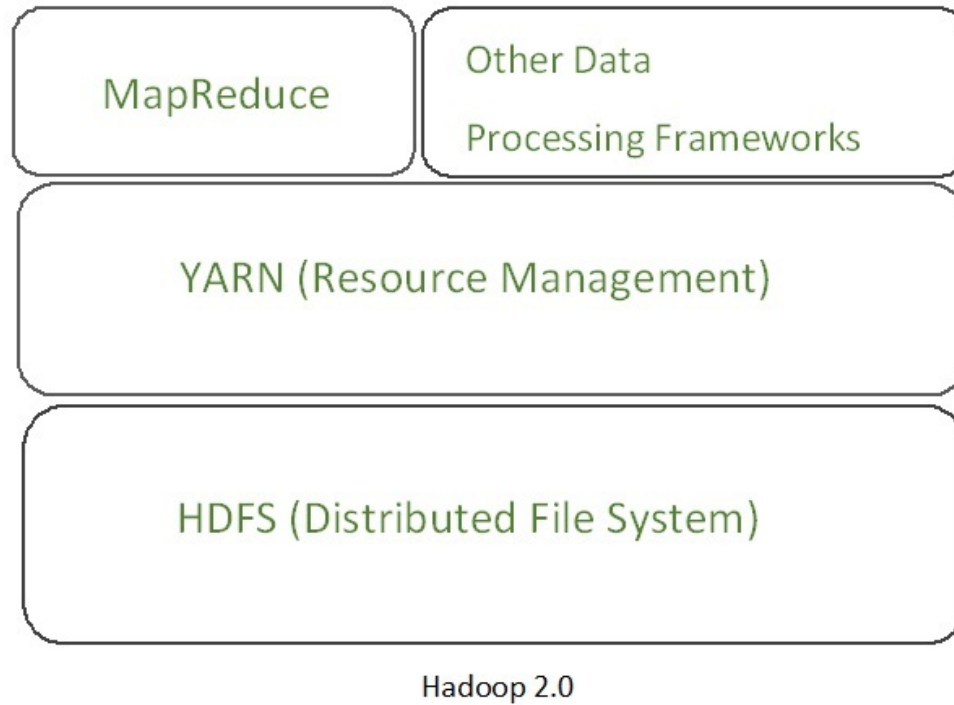 MapReduce
Other Data
Processing Frameworks
YARN (Resource Management)
HDFS (Distributed File System)
Hadoop 2.0